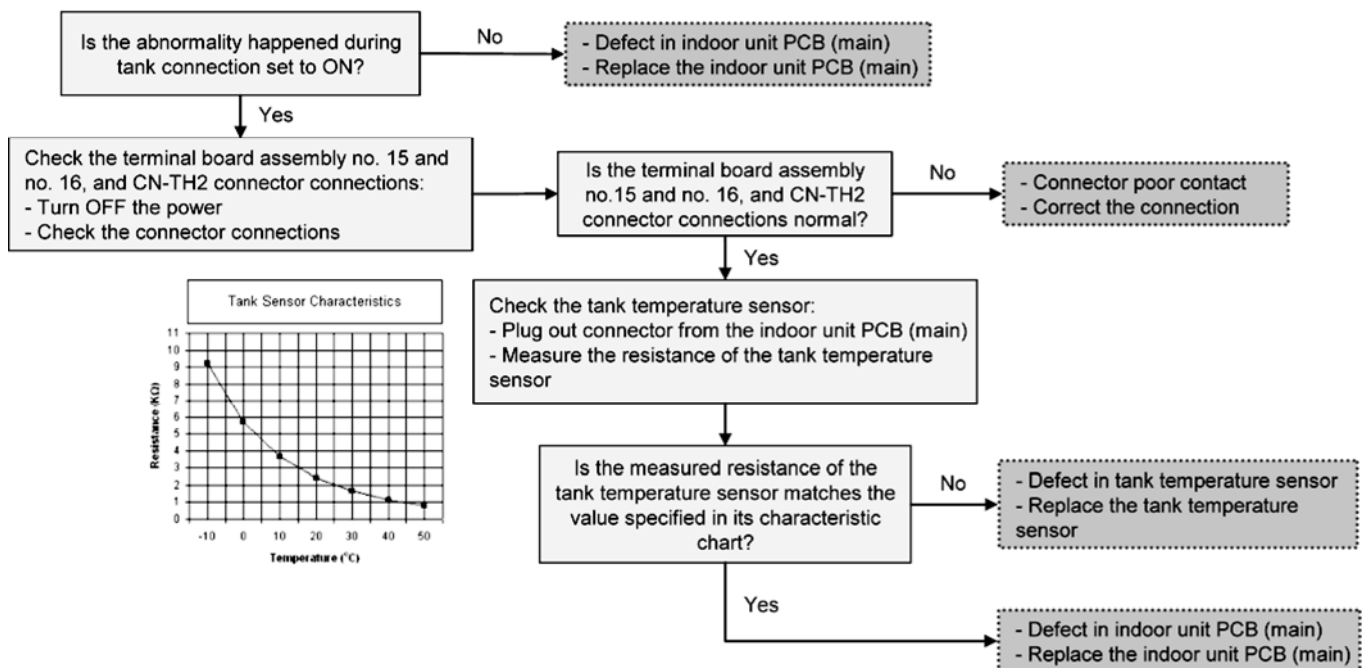 Is the abnormality happened during
tank connection set to ON?
No
- Defect in indoor unit PCB (main)
- Replace the indoor unit PCB (main)
Yes
Check the terminal board assembly no. 15 and
no. 16, and CN-TH2 connector connections:
- Turn OFF the power
- Check the connector connections
Is the terminal board assembly
no.15 and no. 16, and CN-TH2
connector connections normal?
No
- Connector poor contact
- Correct the connection
Yes
Tank Sensor Characteristics
11
10
9
8
7
6
5
4
3
2
1
0
Resistance (KΩ)
-10 0 10 20 30 40 50
Temperature (°C)
Check the tank temperature sensor:
- Plug out connector from the indoor unit PCB (main)
- Measure the resistance of the tank temperature
sensor
Is the measured resistance of the
tank temperature sensor matches the
value specified in its characteristic
chart?
No
- Defect in tank temperature sensor
- Replace the tank temperature
sensor
Yes
- Defect in indoor unit PCB (main)
- Replace the indoor unit PCB (main)